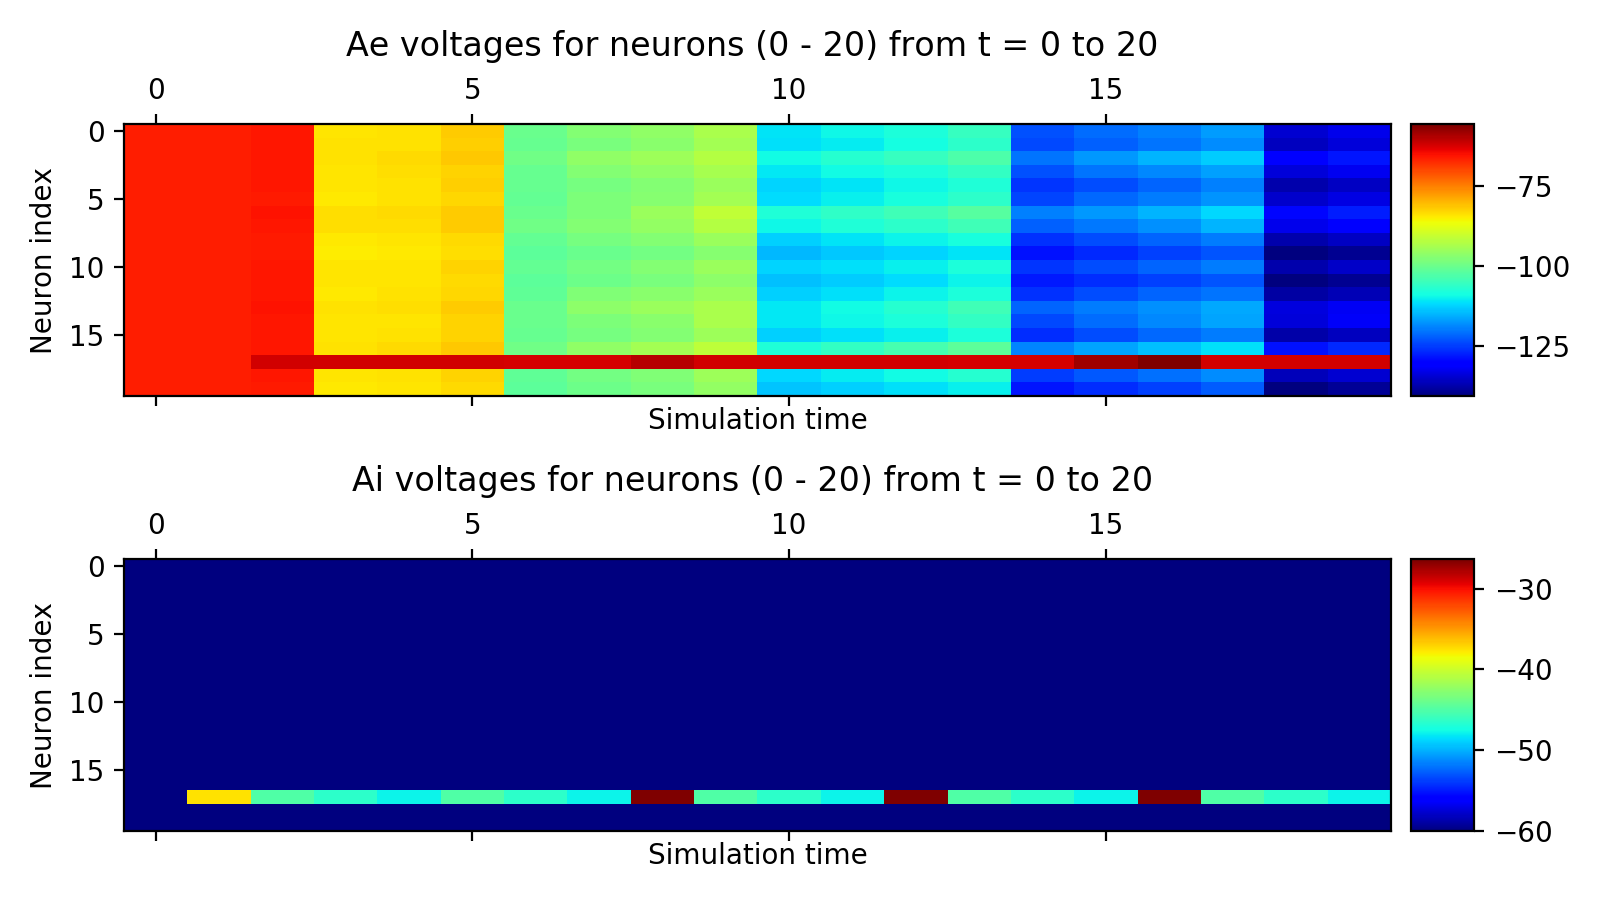 Ae voltages for neurons (0 - 20) from t = 0 to 20
0 5 10 15
Neuron index
0
5
10
15
−75
−100
−125
Simulation time
Ai voltages for neurons (0 - 20) from t = 0 to 20
0 5 10 15
Neuron index
0
5
10
15
−30
−40
−50
−60
Simulation time